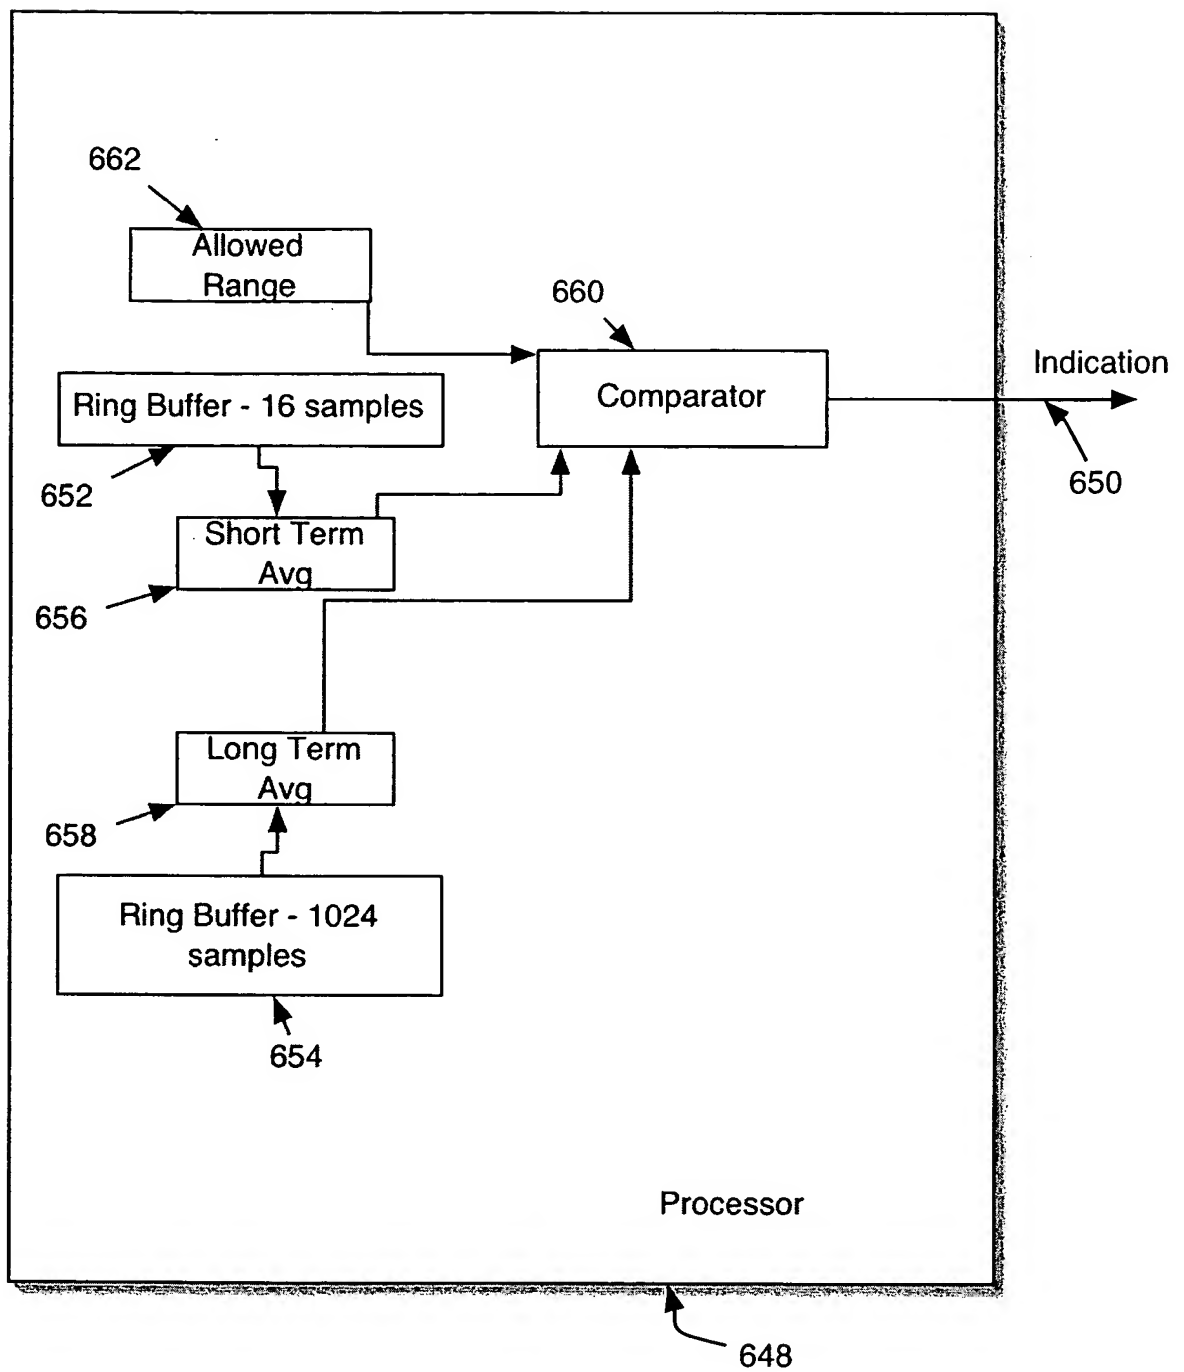 662
Allowed
Range
660
Indication
Comparator
Ring Buffer - 16 samples
650
652
Short Term
Avg
656
Long Term
Avg
658
Ring Buffer - 1024
samples
654
Processor
648